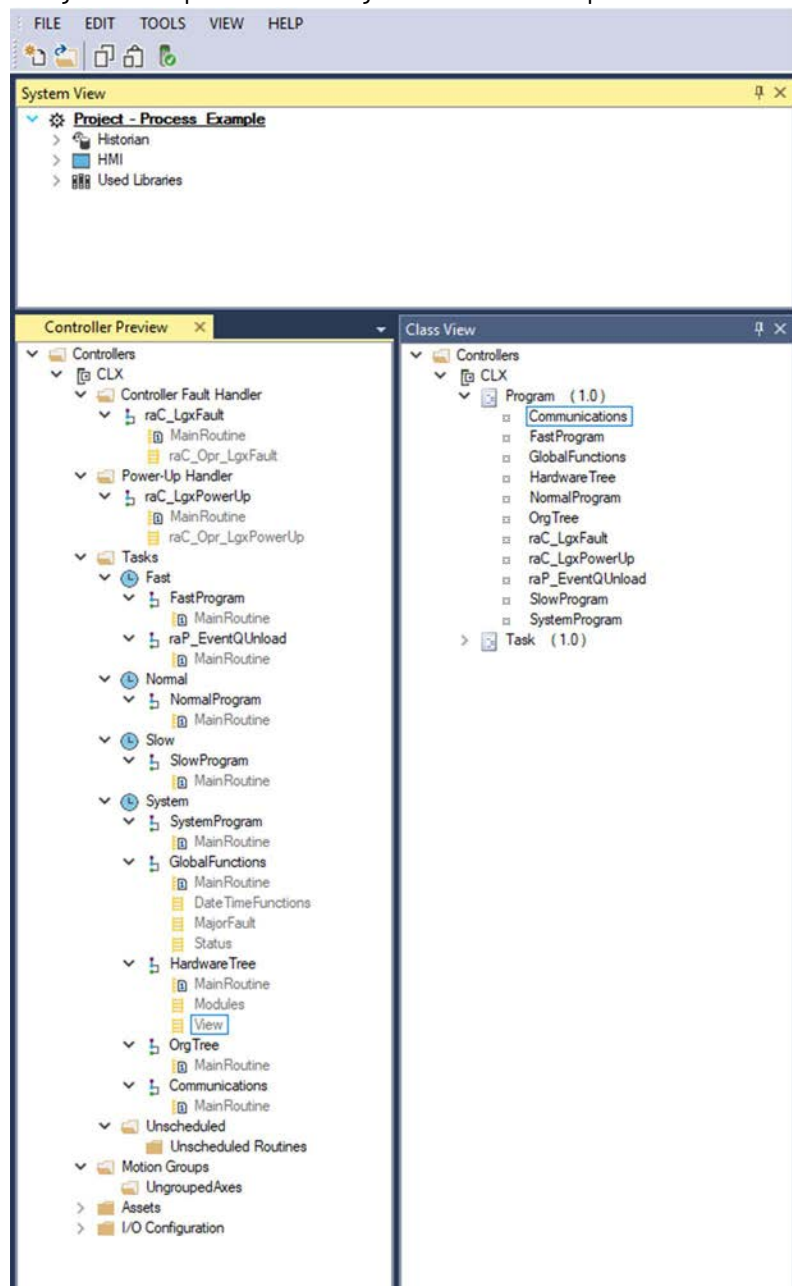 FILE EDIT TOOLS VIEW HELP
System View
Project - Process_Example
Historian
HMI
Used Libraries
Controller Preview
Controllers
CLX
Controller Fault Handler
raC_LgxFault
MainRoutine
raC_Opr_LgxFault
Power-Up Handler
raC_LgxPowerUp
MainRoutine
raC_Opr_LgxPowerUp
Tasks
Fast
FastProgram
MainRoutine
raP_EventQUnload
MainRoutine
Normal
NormalProgram
MainRoutine
Slow
SlowProgram
MainRoutine
System
SystemProgram
MainRoutine
GlobalFunctions
MainRoutine
DateTimeFunctions
MajorFault
Status
HardwareTree
MainRoutine
Modules
View
OrgTree
MainRoutine
Communications
MainRoutine
Unscheduled
Unscheduled Routines
Motion Groups
UngroupedAxes
Assets
I/O Configuration
Class View
Controllers
CLX
Program (1.0)
Communications
FastProgram
GlobalFunctions
HardwareTree
NormalProgram
OrgTree
raC_LgxFault
raC_LgxPowerUp
raP_EventQUnload
SlowProgram
SystemProgram
Task (1.0)